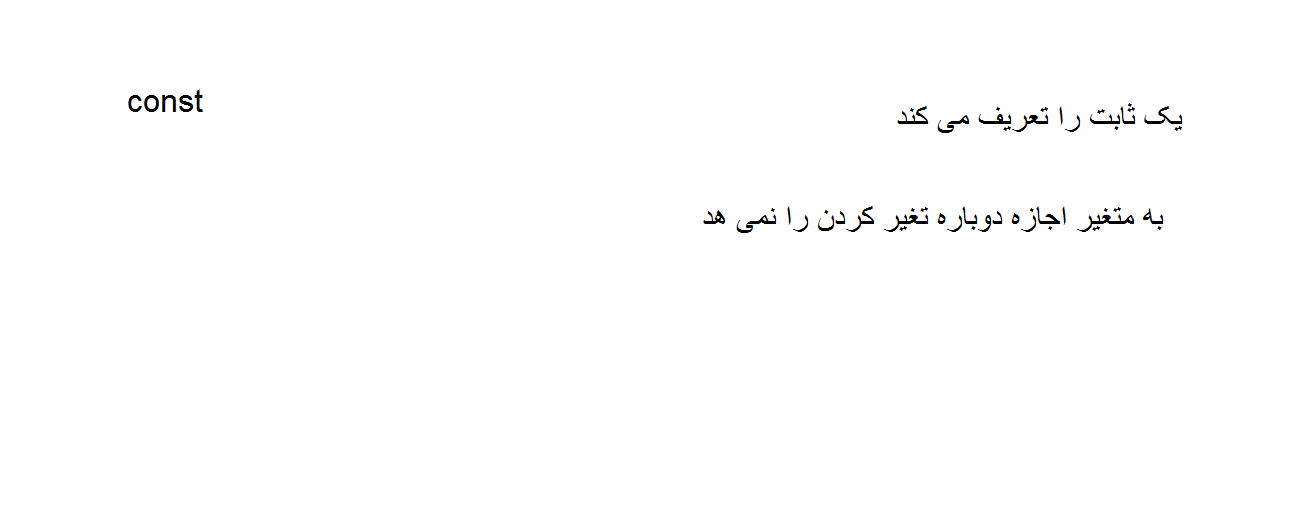 const
یک ثابت را تعریف می کند
به متغیر اجازه دوباره تغیر کردن را نمی هد